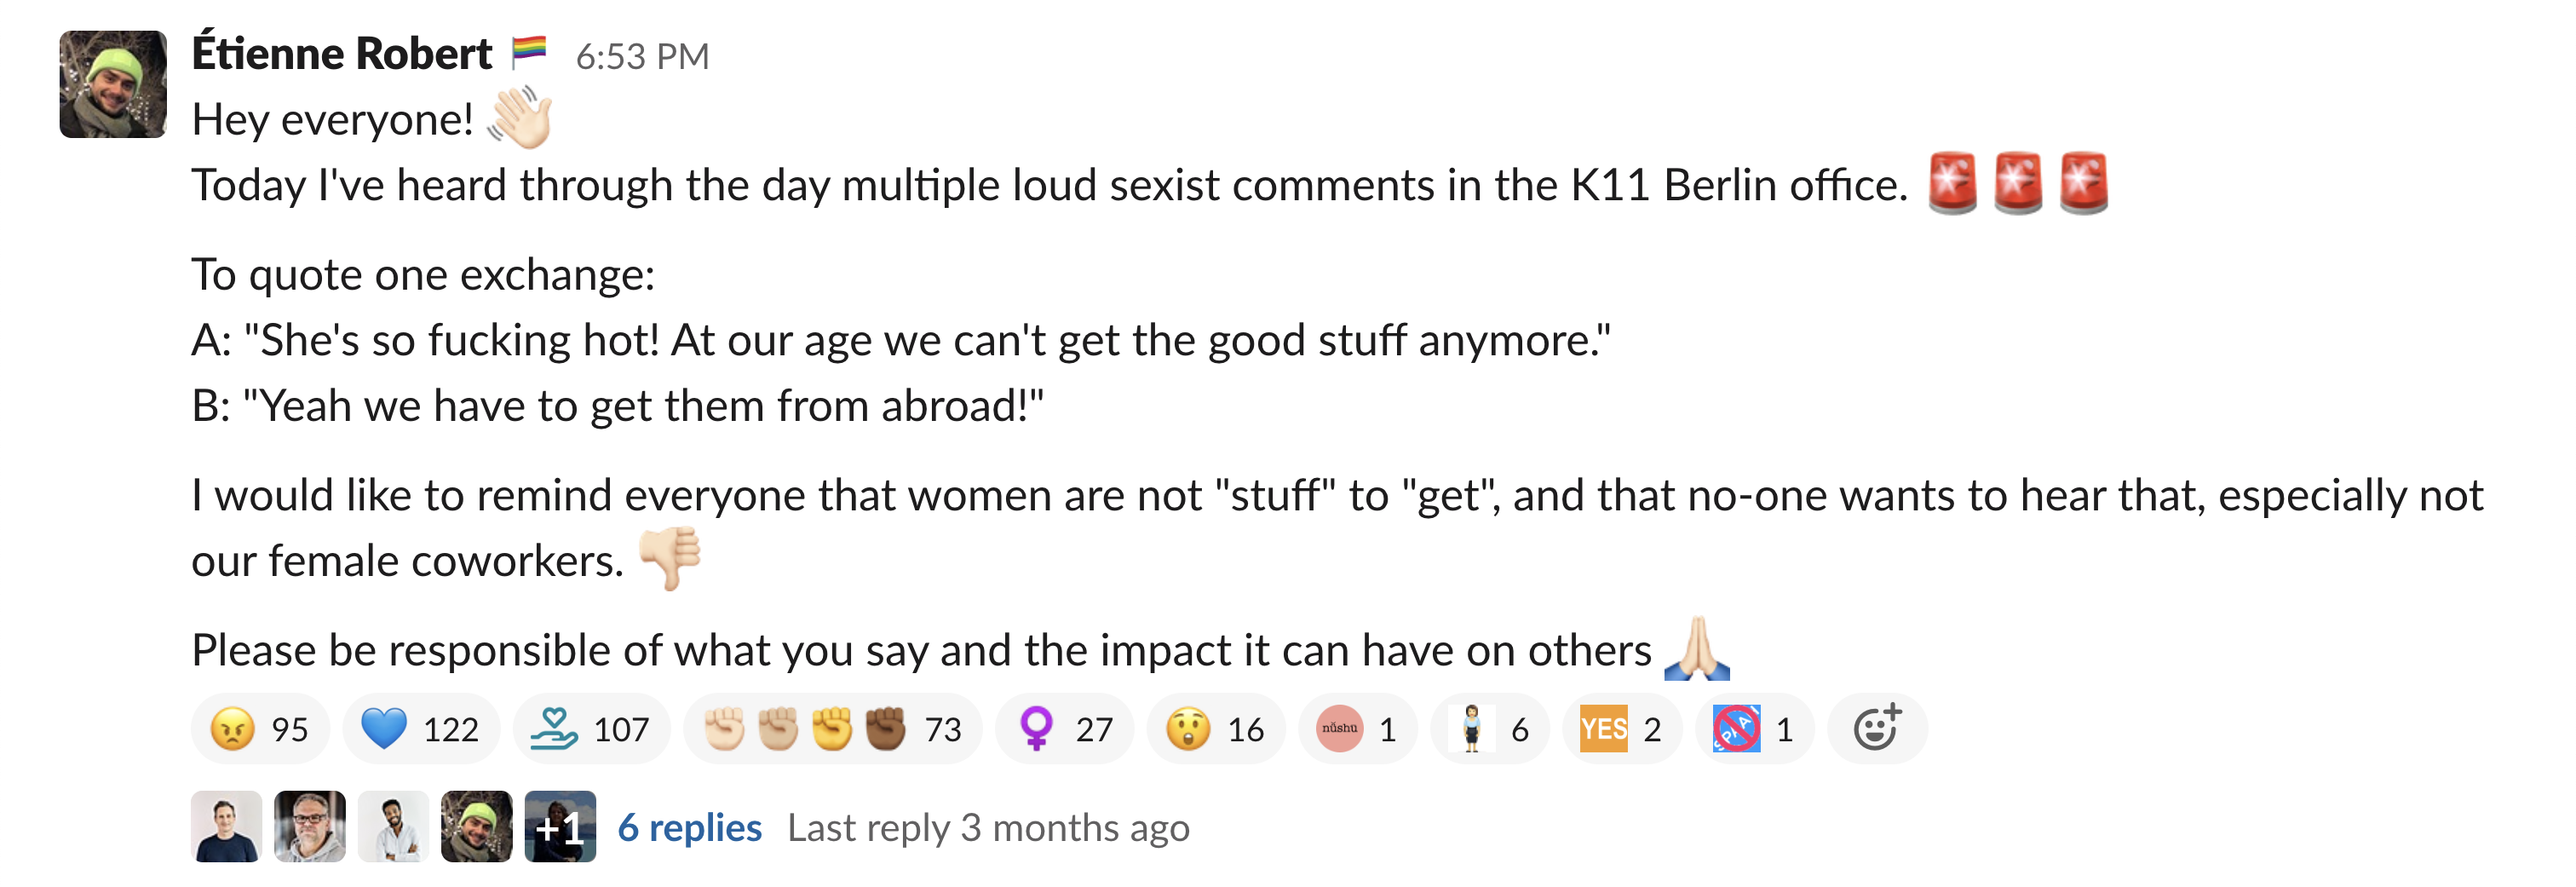 Étienne Robert 6:53 PM
Hey everyone!
Today I've heard through the day multiple loud sexist comments in the K11 Berlin office.
To quote one exchange:
A: "She's so fucking hot! At our age we can't get the good stuff anymore."
B: "Yeah we have to get them from abroad!"
I would like to remind everyone that women are not "stuff" to "get", and that no-one wants to hear that, especially not
our female coworkers.
Please be responsible of what you say and the impact it can have on others
95 122 107 73 27 16 nüshu 1 6 YES 2 1
+1 6 replies Last reply 3 months ago